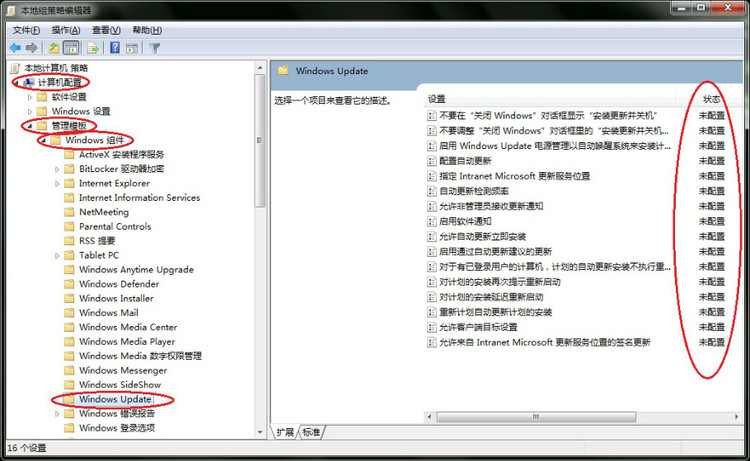 本地组策略编辑器
文件(F) 操作(A) 查看(V) 帮助(H)
本地计算机 策略
计算机配置
软件设置
Windows 设置
管理模板
Windows 组件
ActiveX 安装程序服务
BitLocker 驱动器加密
Internet Explorer
Internet Information Services
NetMeeting
Parental Controls
RSS 提要
Tablet PC
Windows Anytime Upgrade
Windows Defender
Windows Installer
Windows Mail
Windows Media Center
Windows Media Player
Windows Media 数字权限管理
Windows Messenger
Windows SideShow
Windows Update
Windows 错误报告
Windows 登录选项
Windows Update
选择一个项目来查看它的描述。
设置 状态
不要在“关闭 Windows”对话框显示“安装更新并关机” 未配置
不要调整“关闭 Windows”对话框里的“安装更新并关机... 未配置
启用 Windows Update 电源管理以自动唤醒系统来安装计... 未配置
配置自动更新 未配置
指定 Intranet Microsoft 更新服务位置 未配置
自动更新检测频率 未配置
允许非管理员接收更新通知 未配置
启用软件通知 未配置
允许自动更新立即安装 未配置
启用通过自动更新建议的更新 未配置
对于有已登录用户的计算机，计划的自动更新安装不执行重... 未配置
对计划的安装再次提示重新启动 未配置
对计划的安装延迟重新启动 未配置
重新计划自动更新计划的安装 未配置
允许客户端目标设置 未配置
允许来自 Intranet Microsoft 更新服务位置的签名更新 未配置
扩展 标准
16 个设置